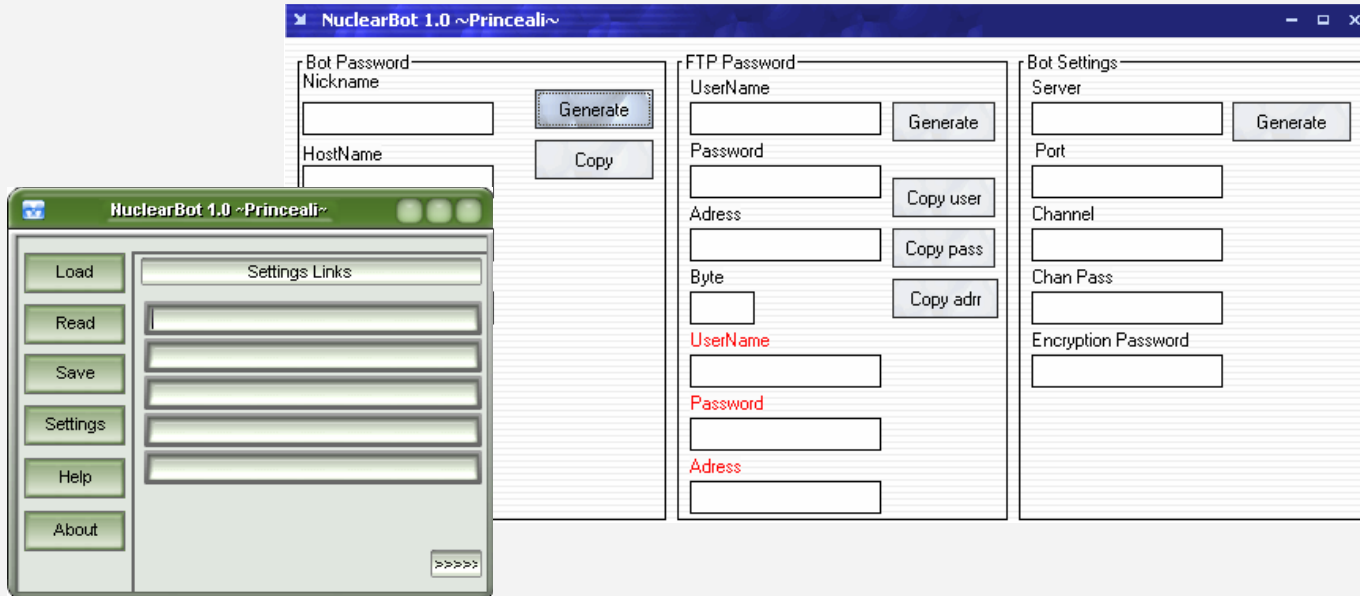 NuclearBot 1.0 ~Princeali~
Bot Password
Nickname
Generate
HostName
Copy
FTP Password
UserName
Generate
Password
Copy user
Adress
Copy pass
Byte
Copy adrr
UserName
Password
Adress
Bot Settings
Server
Generate
Port
Channel
Chan Pass
Encryption Password
NuclearBot 1.0 ~Princeali~
Load
Read
Save
Settings
Help
About
Settings Links
>>>>>